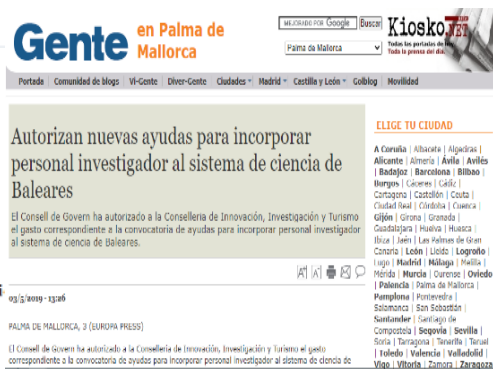 Gente
en Palma de
Mallorca
MEJORADO POR Google
Buscar
Palma de Mallorca
Kiosko.NET
Todas las portadas de
Toda la prensa del día.
Portada Comunidad de blogs Vi-Gente Diver-Gente Ciudades Madrid Castilla y León Golblog Movilidad
Autorizan nuevas ayudas para incorporar
personal investigador al sistema de ciencia de
Baleares
El Consell de Govern ha autorizado a la Conselleria de Innovación, Investigación y Turismo
el gasto correspondiente a la convocatoria de ayudas para incorporar personal investigador
al sistema de ciencia de Baleares.
03/5/2019 - 13:26
PALMA DE MALLORCA, 3 (EUROPA PRESS)
El Consell de Govern ha autorizado a la Conselleria de Innovación, Investigación y Turismo el gasto
correspondiente a la convocatoria de ayudas para incorporar personal investigador al sistema de ciencia de
ELIGE TU CIUDAD
A Coruña | Albacete | Algeciras |
Alicante | Almería | Ávila | Avilés
| Badajoz | Barcelona | Bilbao |
Burgos | Cáceres | Cádiz |
Cartagena | Castellón | Ceuta |
Ciudad Real | Córdoba | Cuenca |
Gijón | Girona | Granada |
Guadalajara | Huelva | Huesca |
Ibiza | Jaén | Las Palmas de Gran
Canaria | León | Lleida | Logroño |
Lugo | Madrid | Málaga | Melilla |
Mérida | Murcia | Ourense | Oviedo
| Palencia | Palma de Mallorca |
Pamplona | Pontevedra |
Salamanca | San Sebastián |
Santander | Santiago de
Compostela | Segovia | Sevilla |
Soria | Tarragona | Tenerife | Teruel
| Toledo | Valencia | Valladolid |
Vigo | Vitoria | Zamora | Zaragoza